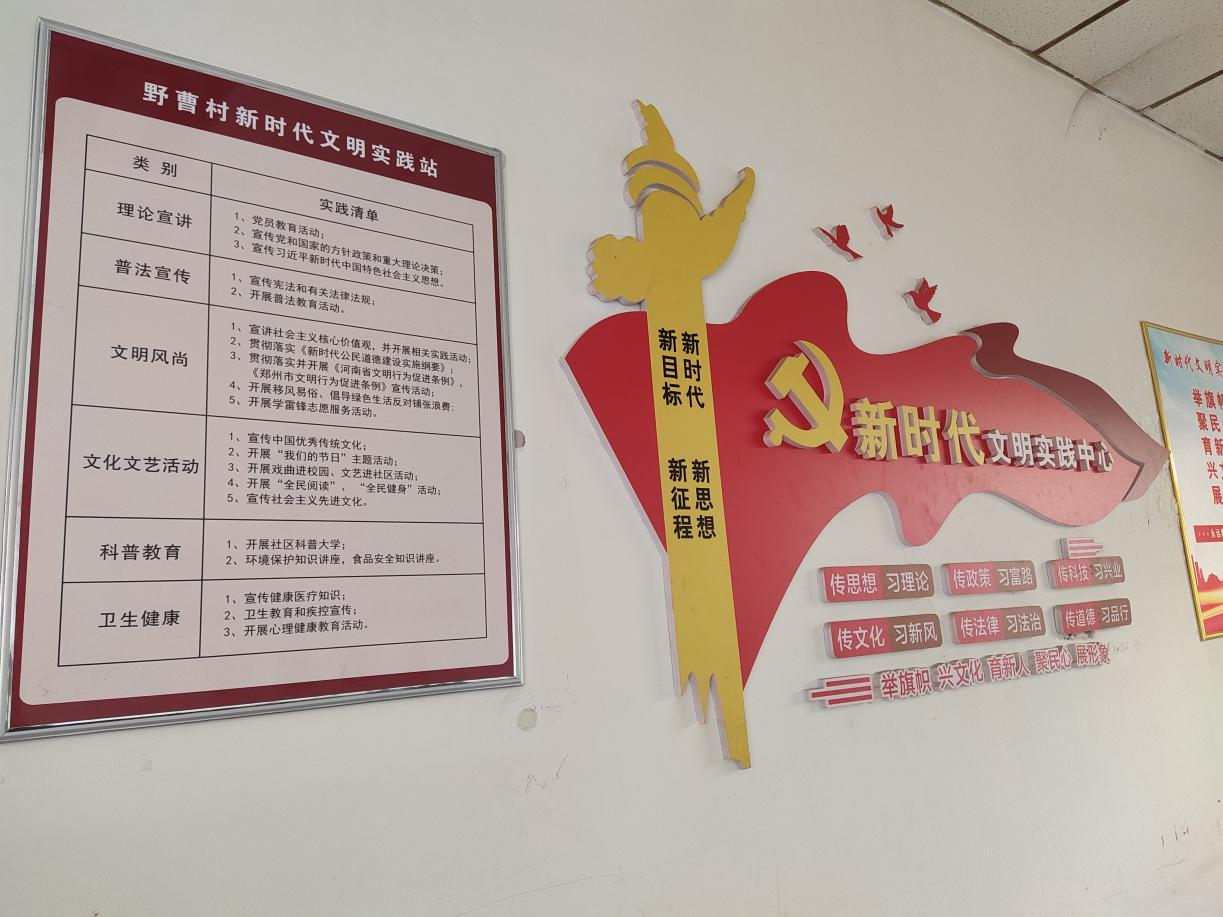 野曹村新时代文明实践站
类 别
实践清单
理论宣讲
1、党员教育活动；
2、宣传党和国家的方针政策和重大理论决策；
3、宣传习近平新时代中国特色社会主义思想。
普法宣传
1、宣传宪法和有关法律法规；
2、开展普法教育活动。
文明风尚
1、宣讲社会主义核心价值观，并开展相关实践活动；
2、贯彻落实《新时代公民道德建设实施纲要》；
3、贯彻落实并开展《河南省文明行为促进条例》，
《郑州市文明行为促进条例》宣传活动；
4、开展移风易俗、倡导绿色生活反对铺张浪费；
5、开展学雷锋志愿服务活动。
文化文艺活动
1、宣传中国优秀传统文化；
2、开展“我们的节日”主题活动；
3、开展戏曲进校园、文艺进社区活动；
4、开展“全民阅读”、“全民健身”活动；
5、宣传社会主义先进文化。
科普教育
1、开展社区科普大学；
2、环境保护知识讲座，食品安全知识讲座。
卫生健康
1、宣传健康医疗知识；
2、卫生教育和疾控宣传；
3、开展心理健康教育活动。
新时代
新目标
新思想
新征程
新时代文明实践中心
传思想 习理论
传政策 习富路
传科技 习兴业
传文化 习新风
传法律 习法治
传道德 习品行
举旗帜 兴文化 育新人 聚民心 展形象
新时代文明实
举旗
聚民
育新
兴
展